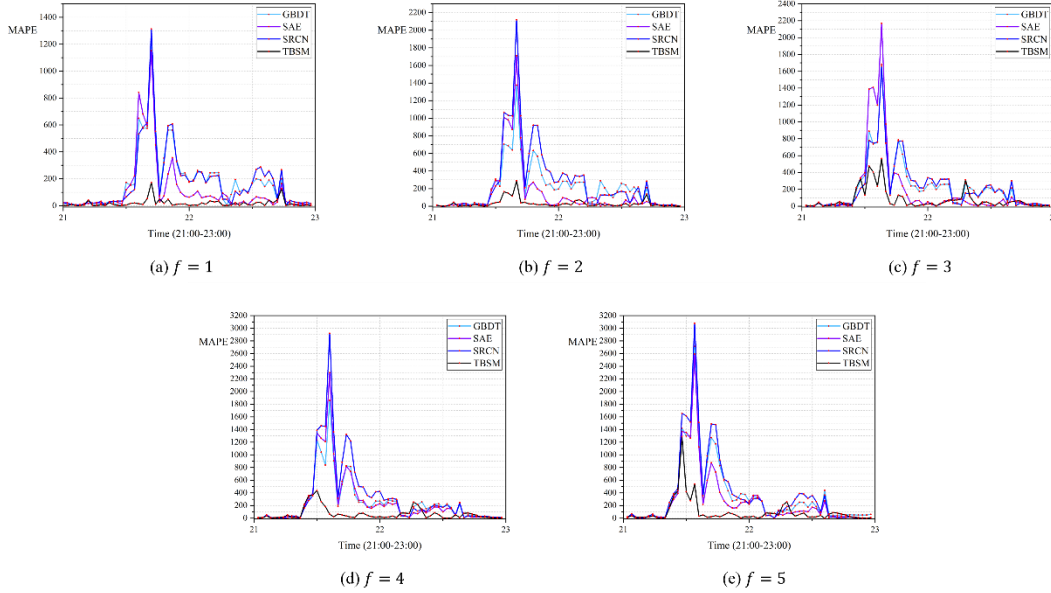 MAPE
1400
1200
1000
800
600
400
200
0
GBDT
SAE
SRCN
TBSM
21
22
23
Time (21:00-23:00)
(a) f = 1
MAPE
2200
2000
1800
1600
1400
1200
1000
800
600
400
200
0
GBDT
SAE
SRCN
TBSM
21
22
23
Time (21:00-23:00)
(b) f = 2
MAPE
2400
2200
2000
1800
1600
1400
1200
1000
800
600
400
200
0
GBDT
SAE
SRCN
TBSM
21
22
23
Time (21:00-23:00)
(c) f = 3
MAPE
3200
3000
2800
2600
2400
2200
2000
1800
1600
1400
1200
1000
800
600
400
200
0
GBDT
SAE
SRCN
TBSM
21
22
23
Time (21:00-23:00)
(d) f = 4
MAPE
3200
3000
2800
2600
2400
2200
2000
1800
1600
1400
1200
1000
800
600
400
200
0
GBDT
SAE
SRCN
TBSM
21
22
23
Time (21:00-23:00)
(e) f = 5